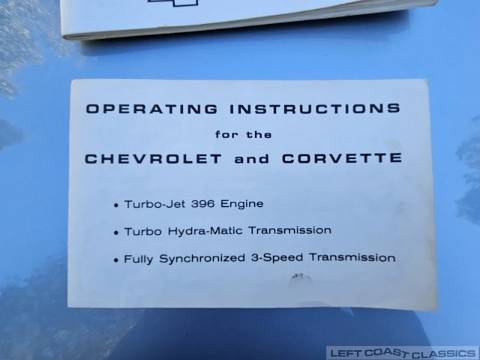 OPERATING INSTRUCTIONS
for the
CHEVROLET and CORVETTE
• Turbo-Jet 396 Engine
• Turbo Hydra-Matic Transmission
• Fully Synchronized 3-Speed Transmission
LEFT COAST CLASSICS